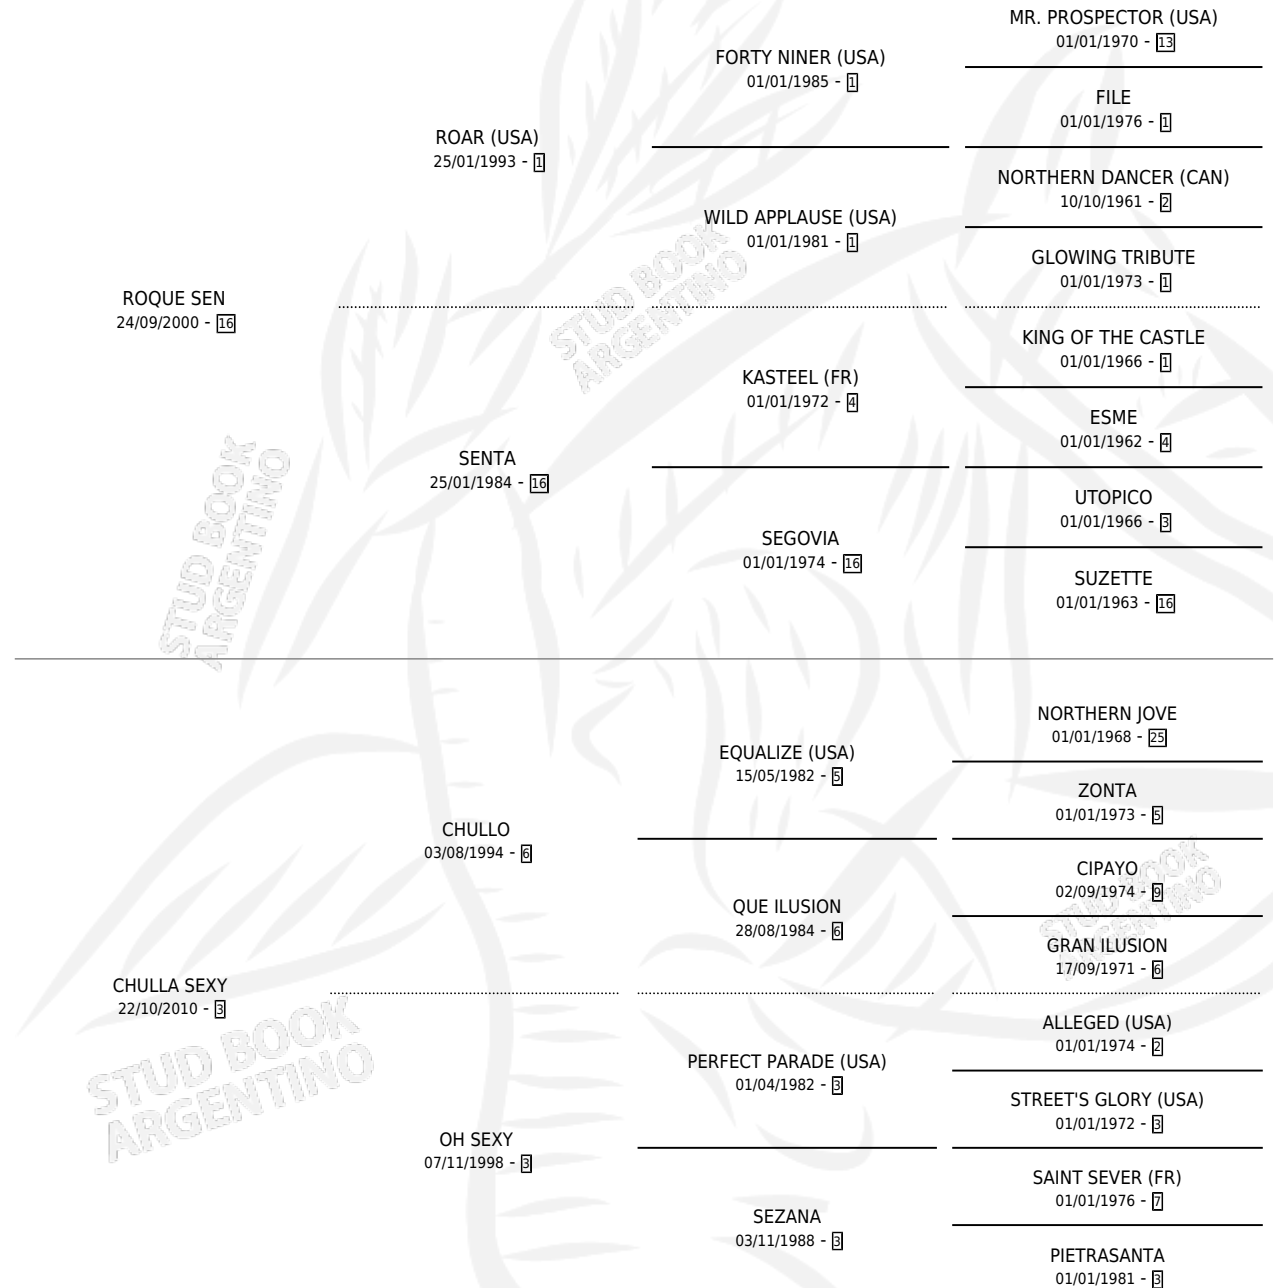 MR. PROSPECTOR (USA)
01/01/1970 - 13
FORTY NINER (USA)
01/01/1985 - 1
FILE
01/01/1976 - 1
ROAR (USA)
25/01/1993 - 1
NORTHERN DANCER (CAN)
10/10/1961 - 2
WILD APPLAUSE (USA)
01/01/1981 - 1
GLOWING TRIBUTE
01/01/1973 - 1
ROQUE SEN
24/09/2000 - 16
STUD BOOK
ARGENTINO
KING OF THE CASTLE
01/01/1966 - 1
KASTEEL (FR)
01/01/1972 - 4
ESME
01/01/1962 - 4
SENTA
25/01/1984 - 16
UTOPICO
01/01/1966 - 3
SEGOVIA
01/01/1974 - 16
SUZETTE
01/01/1963 - 16
STUD BOOK
ARGENTINO
NORTHERN JOVE
01/01/1968 - 25
EQUALIZE (USA)
15/05/1982 - 5
ZONTA
01/01/1973 - 5
CHULLO
03/08/1994 - 6
CIPAYO
02/09/1974 - 9
QUE ILUSION
28/08/1984 - 6
STUD BOOK
ARGENTINO
GRAN ILUSION
17/09/1971 - 6
CHULLA SEXY
22/10/2010 - 3
STUD BOOK
ARGENTINO
ALLEGED (USA)
01/01/1974 - 2
PERFECT PARADE (USA)
01/04/1982 - 3
STREET'S GLORY (USA)
01/01/1972 - 3
OH SEXY
07/11/1998 - 3
SAINT SEVER (FR)
01/01/1976 - 7
SEZANA
03/11/1988 - 3
PIETRASANTA
01/01/1981 - 3